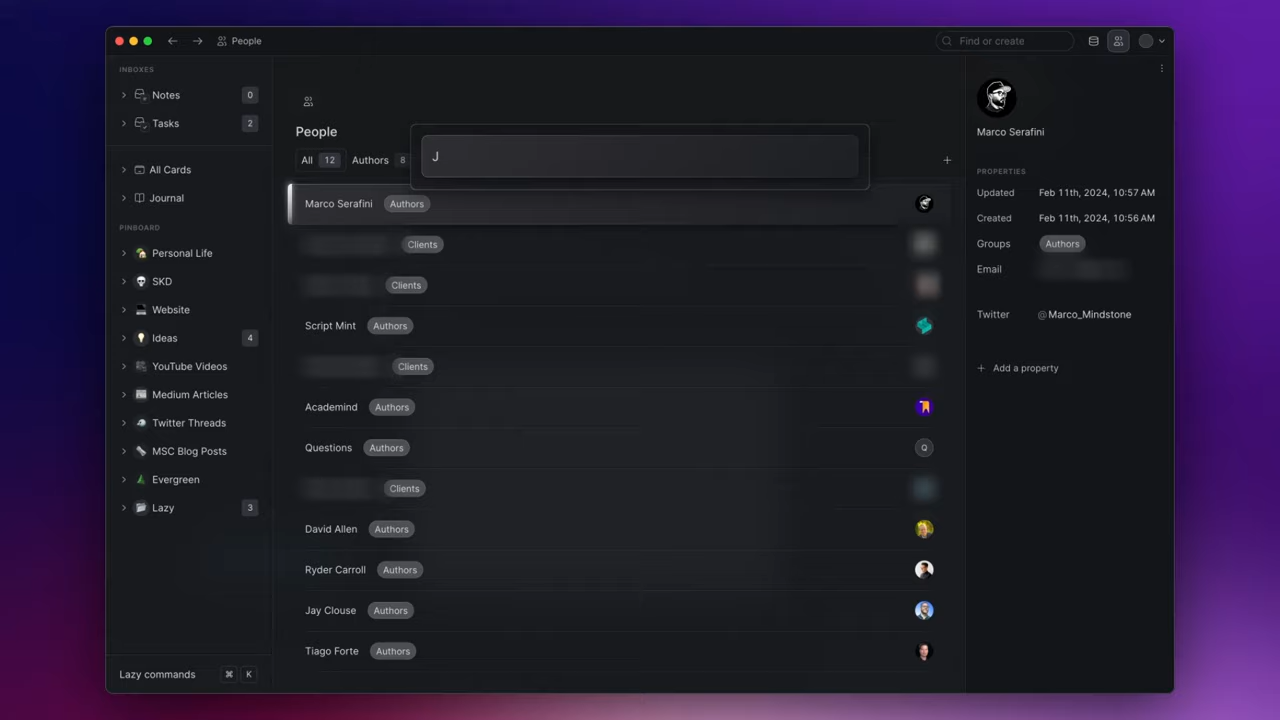 People
Find or create
INBOXES
Notes 0
Tasks 2
All Cards
Journal
PINBOARD
Personal Life
SKD
Website
Ideas 4
YouTube Videos
Medium Articles
Twitter Threads
MSC Blog Posts
Evergreen
Lazy 3
Lazy commands ⌘ K
People
All 12 Authors 8
J
Marco Serafini Authors
Clients
Clients
Script Mint Authors
Clients
Academind Authors
Questions Authors Q
Clients
David Allen Authors
Ryder Carroll Authors
Jay Clouse Authors
Tiago Forte Authors
Marco Serafini
PROPERTIES
Updated Feb 11th, 2024, 10:57 AM
Created Feb 11th, 2024, 10:56 AM
Groups Authors
Email
Twitter @Marco_Mindstone
+ Add a property